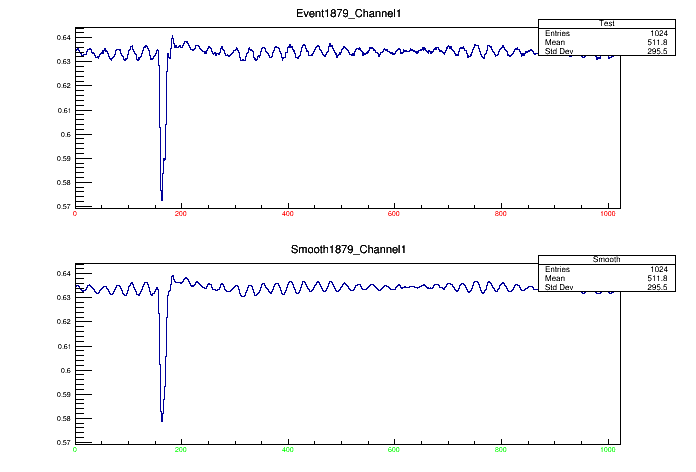 Event1879_Channel1
Test
Entries 1024
Mean 511.8
Std Dev 295.5
0.64
0.63
0.62
0.61
0.6
0.59
0.58
0.57
0 200 400 600 800 1000
Smooth1879_Channel1
Smooth
Entries 1024
Mean 511.8
Std Dev 295.5
0.64
0.63
0.62
0.61
0.6
0.59
0.58
0.57
0 200 400 600 800 1000